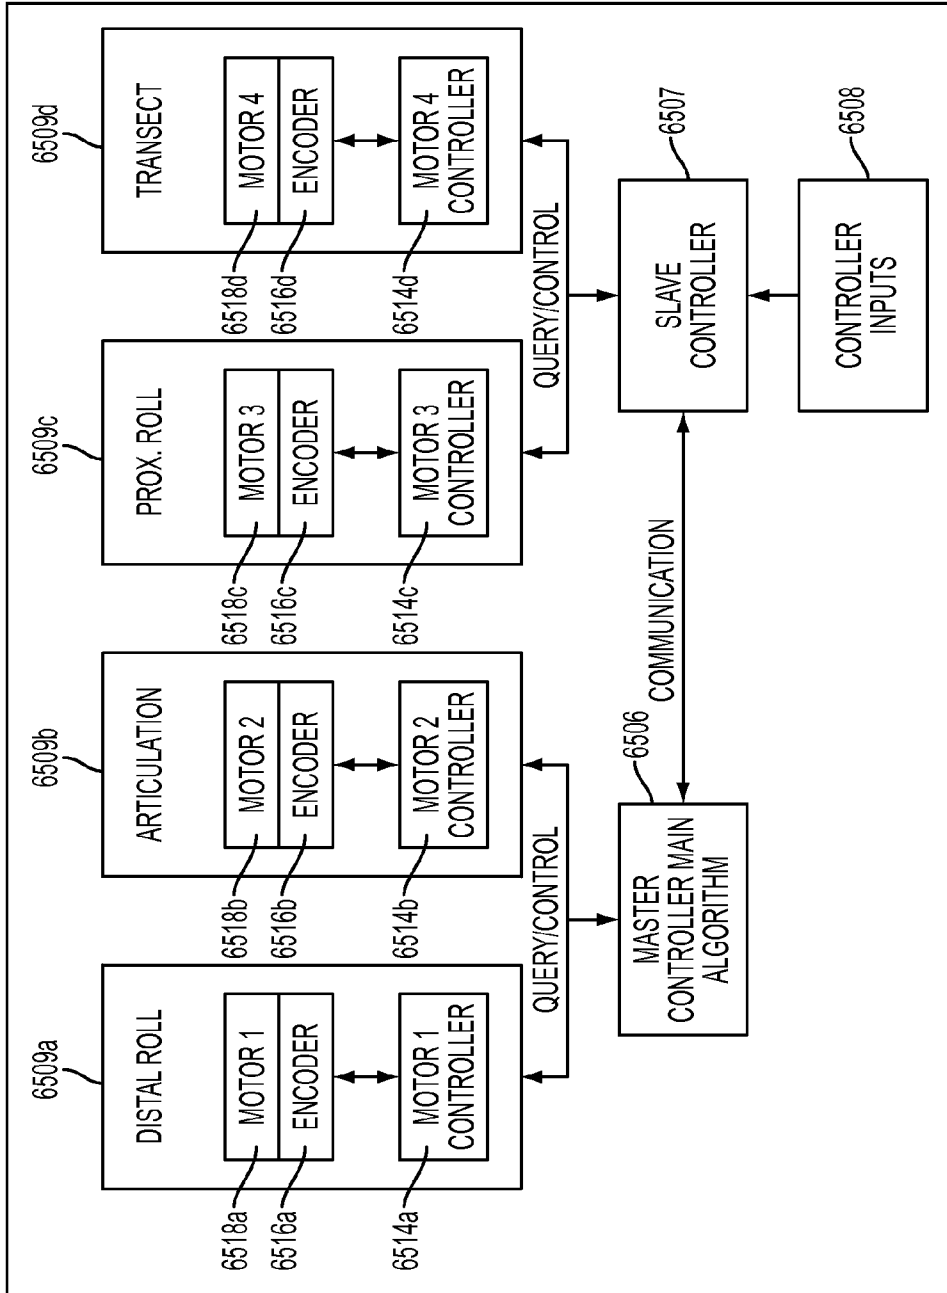 6509a
DISTAL ROLL
6518a
MOTOR 1
6516a
ENCODER
6514a
MOTOR 1
CONTROLLER
6509b
ARTICULATION
6518b
MOTOR 2
6516b
ENCODER
6514b
MOTOR 2
CONTROLLER
6509c
PROX. ROLL
6518c
MOTOR 3
6516c
ENCODER
6514c
MOTOR 3
CONTROLLER
6509d
TRANSECT
6518d
MOTOR 4
6516d
ENCODER
6514d
MOTOR 4
CONTROLLER
QUERY/CONTROL
QUERY/CONTROL
6506
MASTER
CONTROLLER MAIN
ALGORITHM
COMMUNICATION
6507
SLAVE
CONTROLLER
6508
CONTROLLER
INPUTS